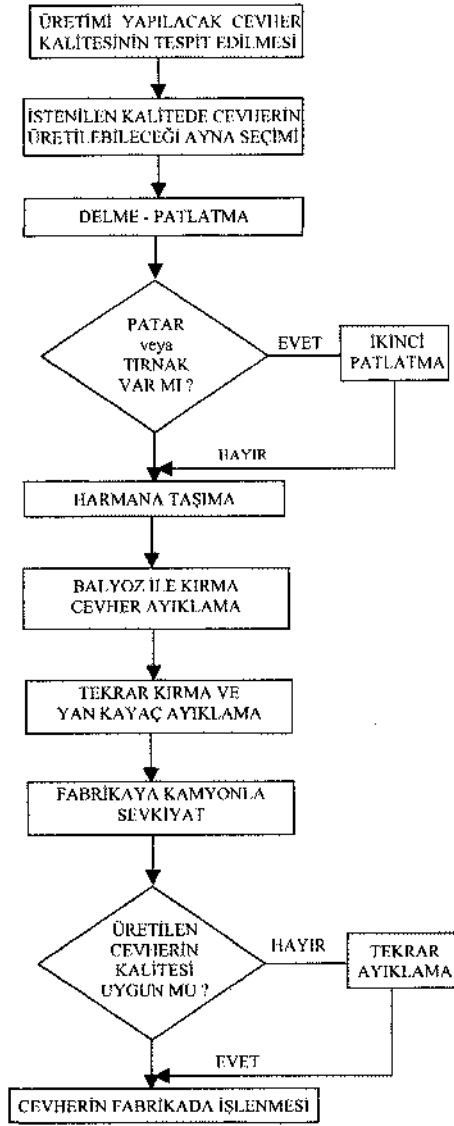 ÜRETİMİ YAPILACAK CEVHER
KALİTESİNİN TESPİT EDİLMESİ
İSTENİLEN KALİTEDE CEVHERİN
ÜRETİLEBİLECEĞİ AYNA SEÇİMİ
DELME - PATLATMA
PATAR
veya
TIRNAK
VAR MI ?
EVET
İKİNCİ
PATLATMA
HAYIR
HARMANA TAŞIMA
BALYOZ İLE KIRMA
CEVHER AYIKLAMA
TEKRAR KIRMA VE
YAN KAYAÇ AYIKLAMA
FABRİKAYA KAMYONLA
SEVKİYAT
ÜRETİLEN
CEVHERİN
KALİTESİ
UYGUN MU ?
HAYIR
TEKRAR
AYIKLAMA
EVET
CEVHERİN FABRİKADA İŞLENMESİ